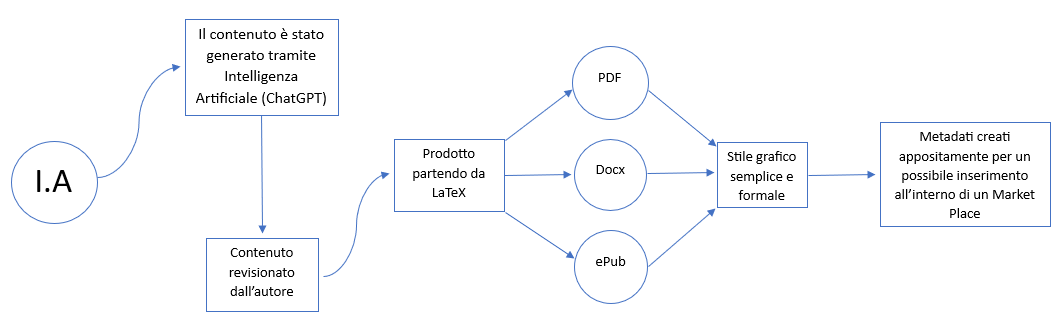 I.A
Il contenuto è stato
generato tramite
Intelligenza
Artificiale (ChatGPT)
Contenuto
revisionato
dall’autore
Prodotto
partendo da
LaTeX
PDF
Docx
ePub
Stile grafico
semplice e
formale
Metadati creati
appositamente per un
possibile inserimento
all’interno di un Market
Place